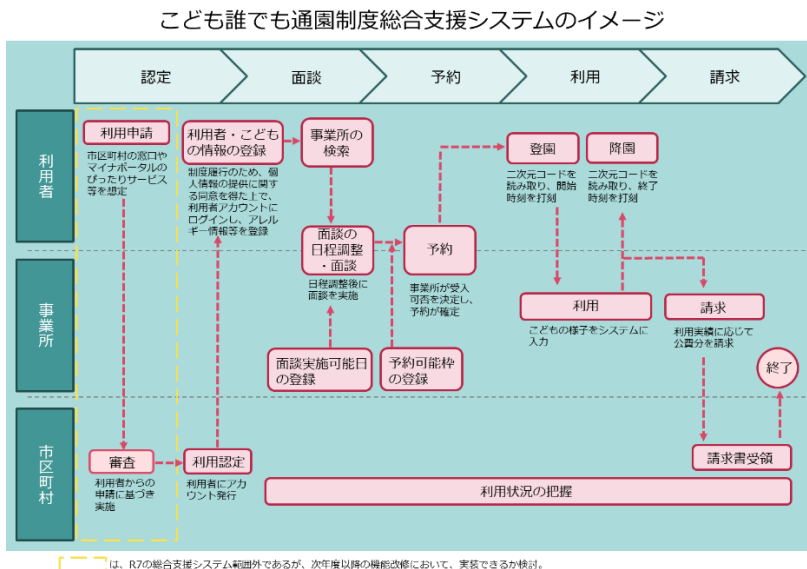 こども誰でも通園制度総合支援システムのイメージ
認定
面談
予約
利用
請求
利用者
利用申請
市区町村の窓口や
マイナポータルの
ぴったりサービス
等を想定
利用者・こども
の情報の登録
制度履行のため、個
人情報の提供に関す
る同意を得た上で、
利用者アカウントに
ログインし、アレル
ギー情報等を登録
事業所の
検索
面談の
日程調整
・面談
日程調整後に
面談を実施
予約
事業所が受入
可否を決定し、
予約が確定
登園
二次元コードを
読み取り、開始
時刻を打刻
降園
二次元コードを
読み取り、終了
時刻を打刻
事業所
面談実施可能日
の登録
予約可能枠
の登録
利用
こどもの様子をシステムに
入力
請求
利用実績に応じて
公費分を請求
終了
市区町村
審査
利用者からの
申請に基づき
実施
利用認定
利用者にアカ
ウント発行
請求書受領
利用状況の把握
は、R7の総合支援システム範囲外であるが、次年度以降の機能改修において、実装できるか検討。